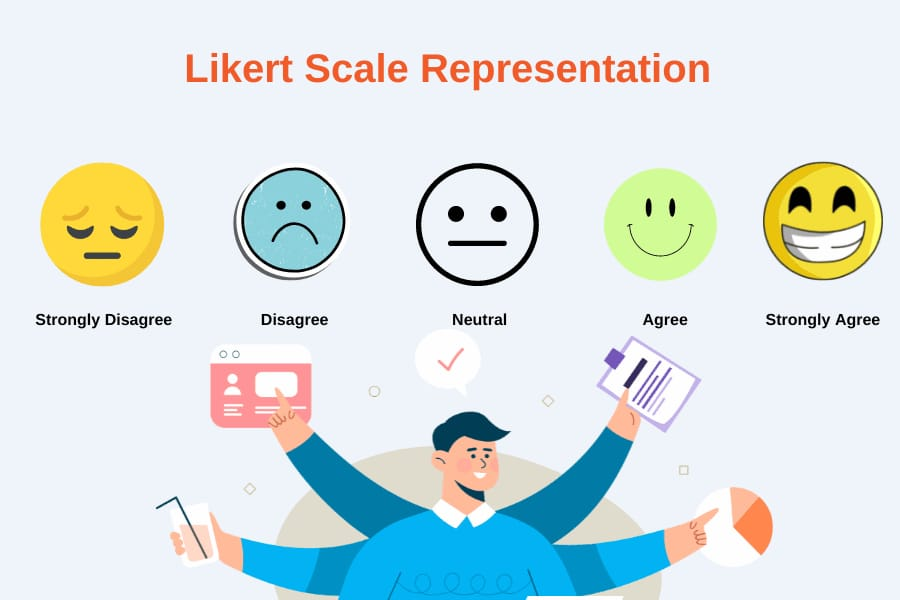 Likert Scale Representation
Strongly Disagree
Disagree
Neutral
Agree
Strongly Agree